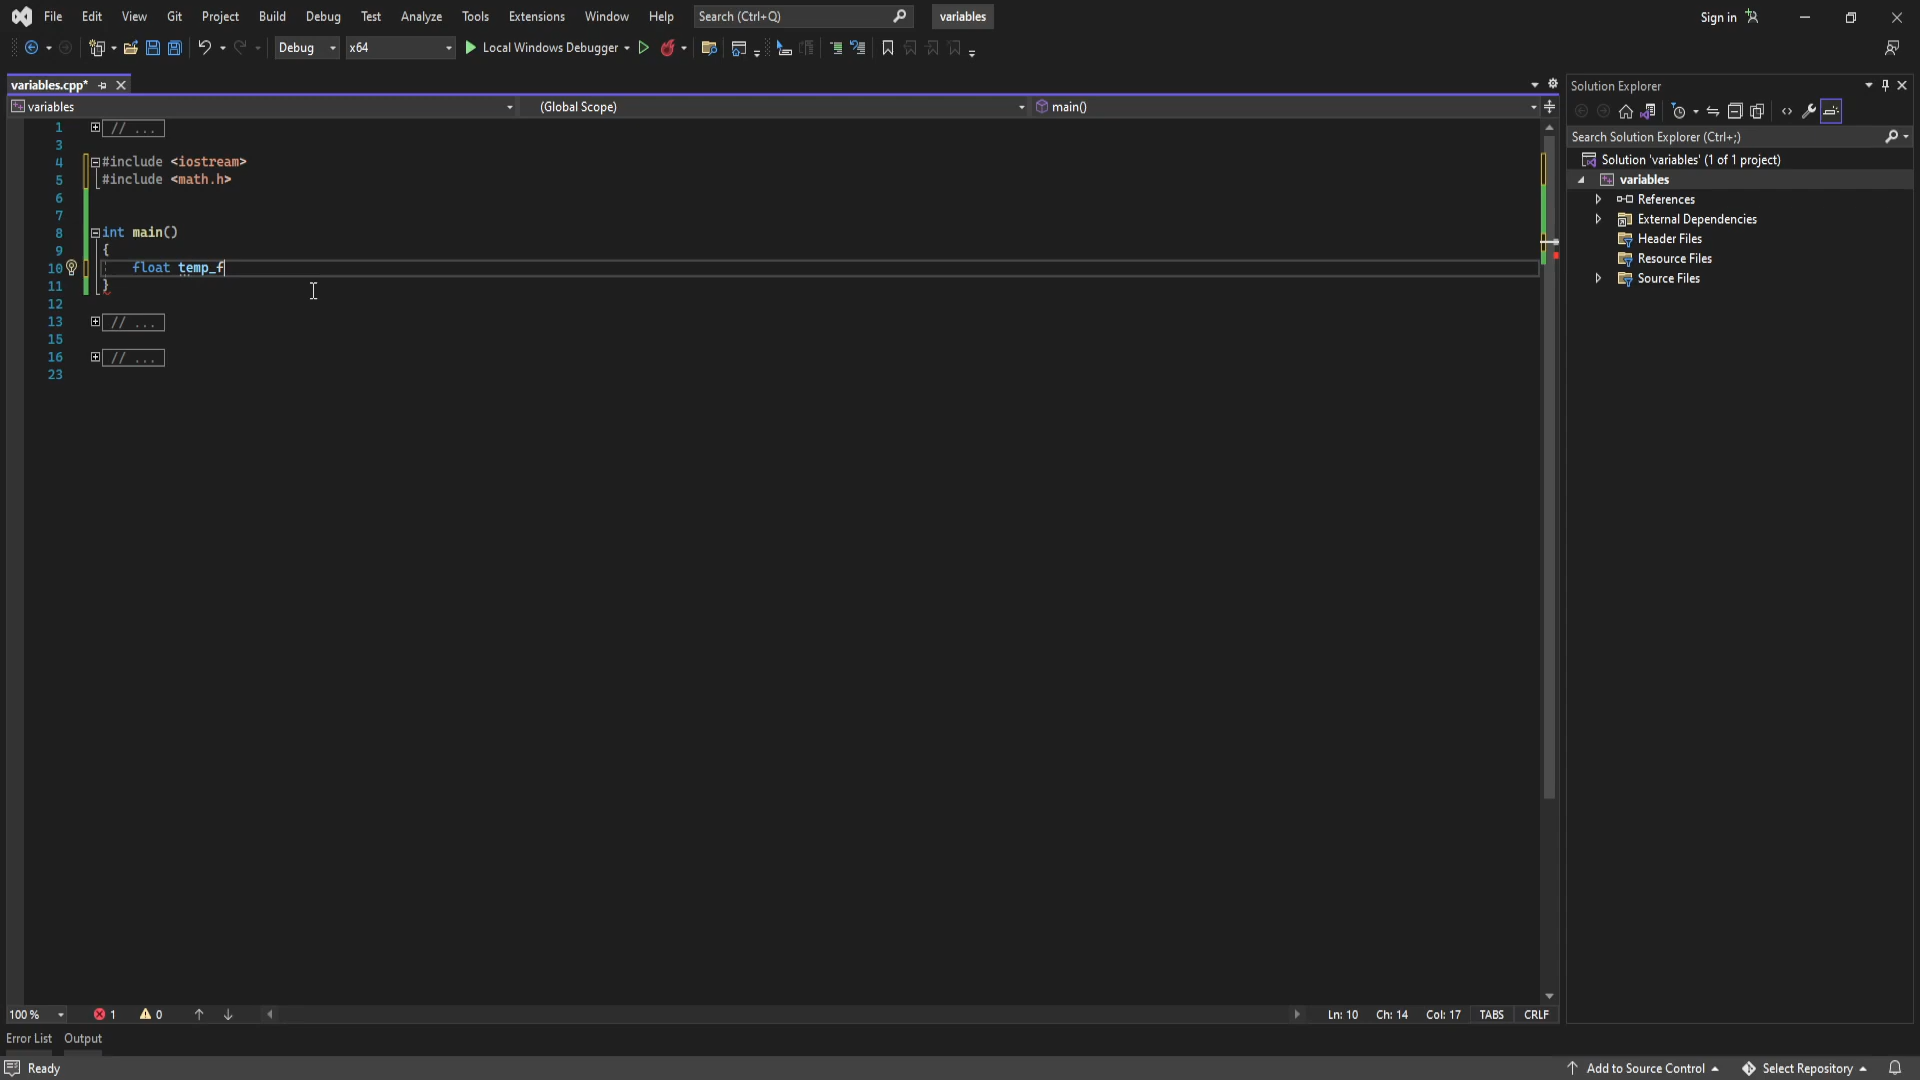 File Edit View Git Project Build Debug Test Analyze Tools Extensions Window Help Search (Ctrl+Q) variables Sign in
Debug x64 Local Windows Debugger
variables.cpp*
variables (Global Scope) main()
1 // ...
3
4 #include <iostream>
5 #include <math.h>
6
7
8 int main()
9 {
10 float temp_f
11 }
12
13 // ...
15
16 // ...
23
Solution Explorer
Search Solution Explorer (Ctrl+;)
Solution 'variables' (1 of 1 project)
variables
References
External Dependencies
Header Files
Resource Files
Source Files
100 % 1 0 Ln: 10 Ch: 14 Col: 17 TABS CRLF
Error List Output
Ready Add to Source Control Select Repository